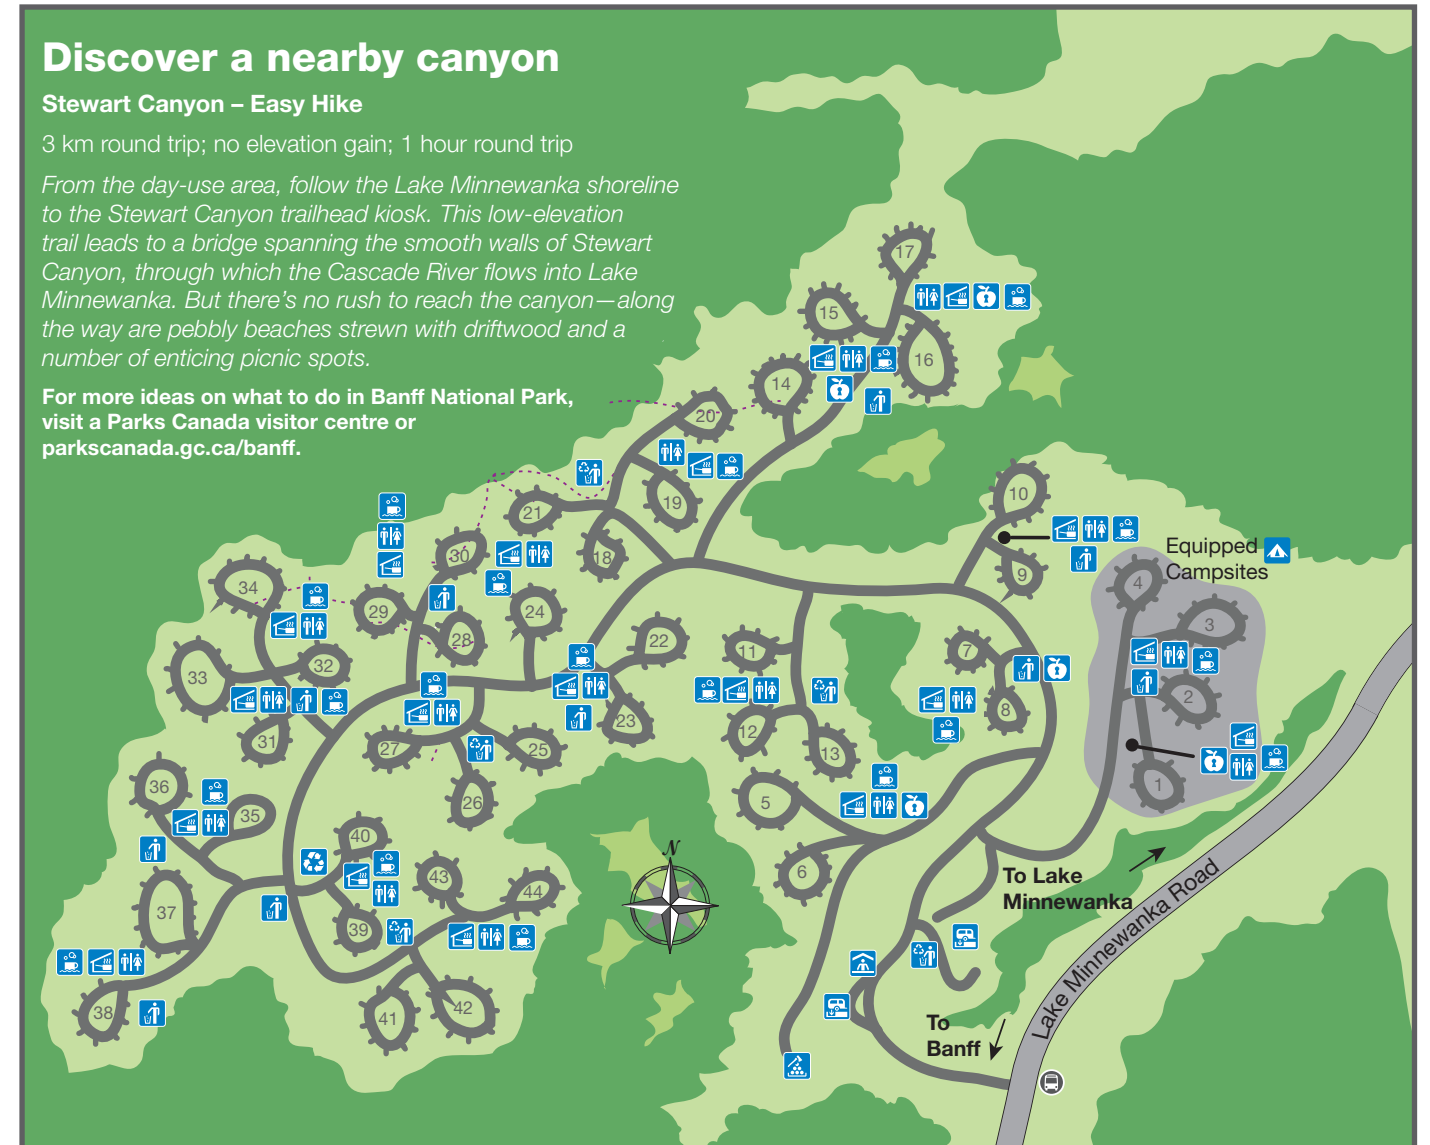 Discover a nearby canyon
Stewart Canyon – Easy Hike
3 km round trip; no elevation gain; 1 hour round trip
From the day-use area, follow the Lake Minnewanka shoreline
to the Stewart Canyon trailhead kiosk. This low-elevation
trail leads to a bridge spanning the smooth walls of Stewart
Canyon, through which the Cascade River flows into Lake
Minnewanka. But there’s no rush to reach the canyon—along
the way are pebbly beaches strewn with driftwood and a
number of enticing picnic spots.
For more ideas on what to do in Banff National Park,
visit a Parks Canada visitor centre or
parkscanada.gc.ca/banff.
17
15
16
14
20
19
21
18
10
9
Equipped
Campsites
30
34
29
28
24
22
4
3
33
32
11
7
2
31
27
25
23
12
8
13
36
35
26
5
1
40
43
44
6
37
39
To Lake
Minnewanka
38
41
42
N
Lake Minnewanka Road
To
Banff